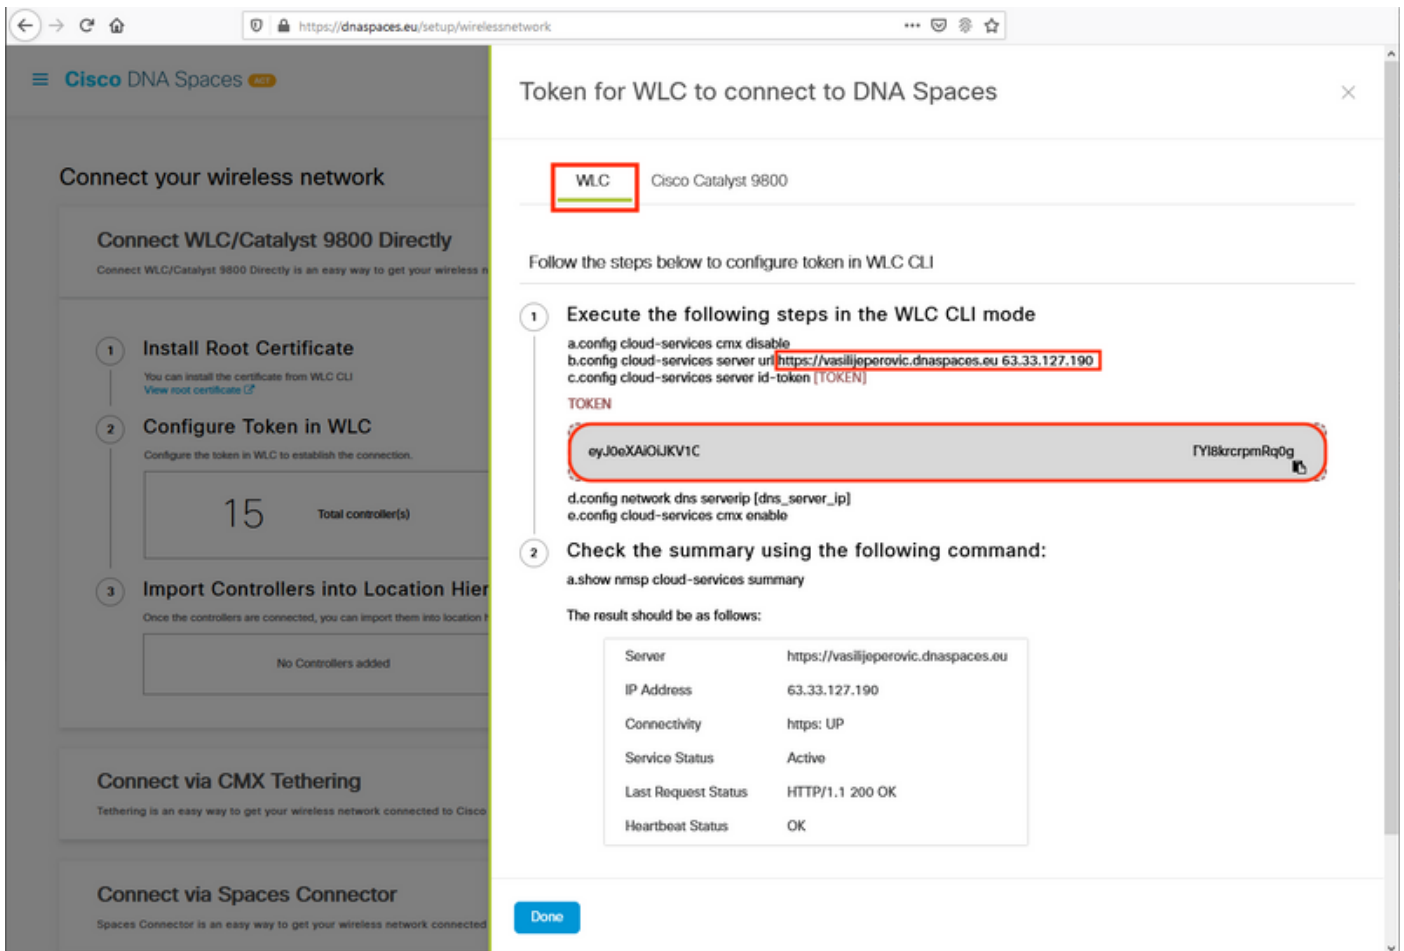 https://dnaspaces.eu/setup/wirelessnetwork
Cisco DNA Spaces ACT
Connect your wireless network
Connect WLC/Catalyst 9800 Directly
Connect WLC/Catalyst 9800 Directly is an easy way to get your wireless n
1
Install Root Certificate
You can install the certificate from WLC CLI
View root certificate
2
Configure Token in WLC
Configure the token in WLC to establish the connection.
15 Total controller(s)
3
Import Controllers into Location Hier
Once the controllers are connected, you can import them into location h
No Controllers added
Connect via CMX Tethering
Tethering is an easy way to get your wireless network connected to Cisco
Connect via Spaces Connector
Spaces Connector is an easy way to get your wireless network connected
Token for WLC to connect to DNA Spaces
WLC Cisco Catalyst 9800
Follow the steps below to configure token in WLC CLI
1
Execute the following steps in the WLC CLI mode
a.config cloud-services cmx disable
b.config cloud-services server url https://vasilijeperovic.dnaspaces.eu 63.33.127.190
c.config cloud-services server id-token [TOKEN]
TOKEN
eyJ0eXAiOiJKV1C TYI8krcrpmRq0g
d.config network dns serverip [dns_server_ip]
e.config cloud-services cmx enable
2
Check the summary using the following command:
a.show nmsp cloud-services summary
The result should be as follows:
Server https://vasilijeperovic.dnaspaces.eu
IP Address 63.33.127.190
Connectivity https: UP
Service Status Active
Last Request Status HTTP/1.1 200 OK
Heartbeat Status OK
Done